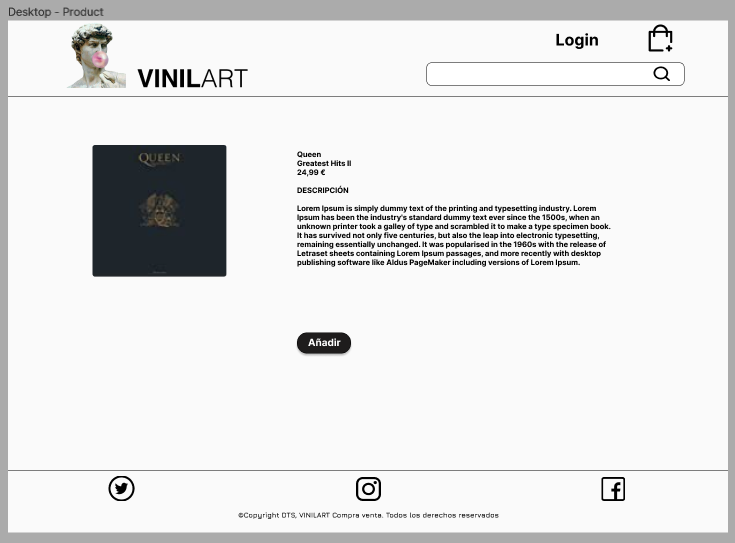 Desktop - Product
Login
VINILART
QUEEN
Queen
Greatest Hits II
24,99 €
DESCRIPCIÓN
Lorem Ipsum is simply dummy text of the printing and typesetting industry. Lorem
Ipsum has been the industry's standard dummy text ever since the 1500s, when an
unknown printer took a galley of type and scrambled it to make a type specimen book.
It has survived not only five centuries, but also the leap into electronic typesetting,
remaining essentially unchanged. It was popularised in the 1960s with the release of
Letraset sheets containing Lorem Ipsum passages, and more recently with desktop
publishing software like Aldus PageMaker including versions of Lorem Ipsum.
Añadir
©Copyright DTS, VINILART Compra venta. Todos los derechos reservados